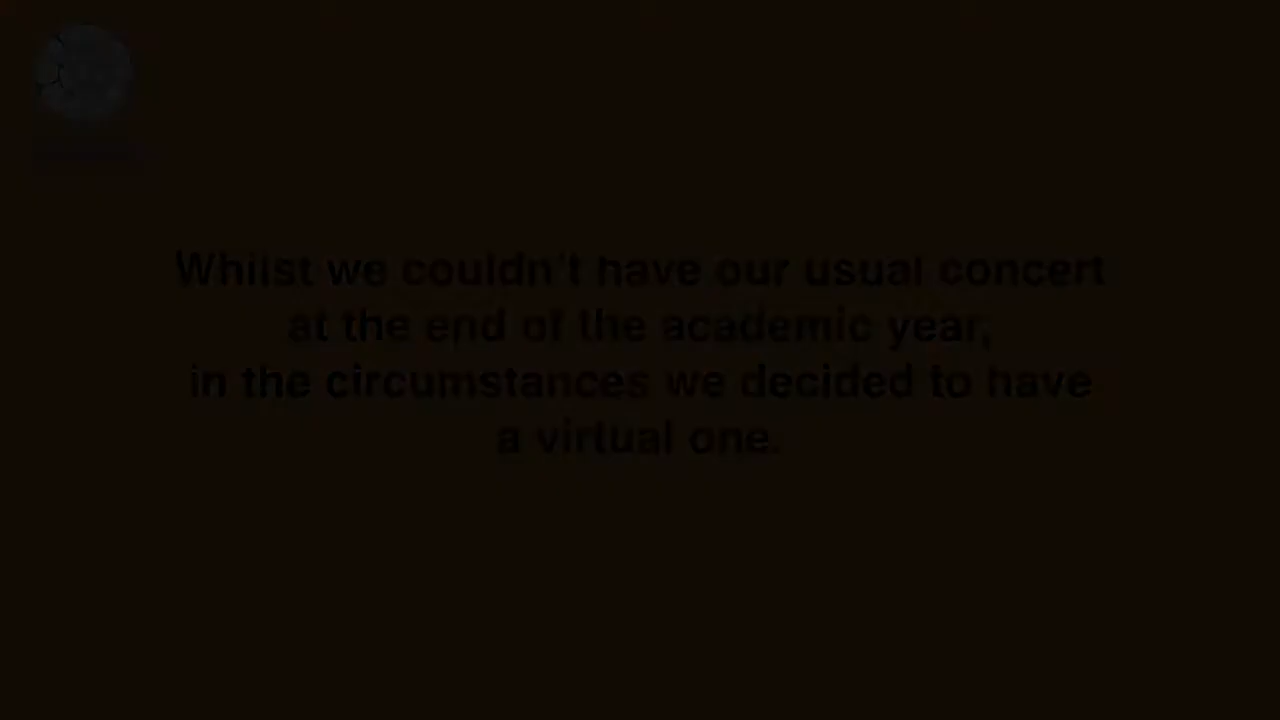 Whilst we couldn't have our usual concert
at the end of the academic year,
in the circumstances we decided to have
a virtual one.